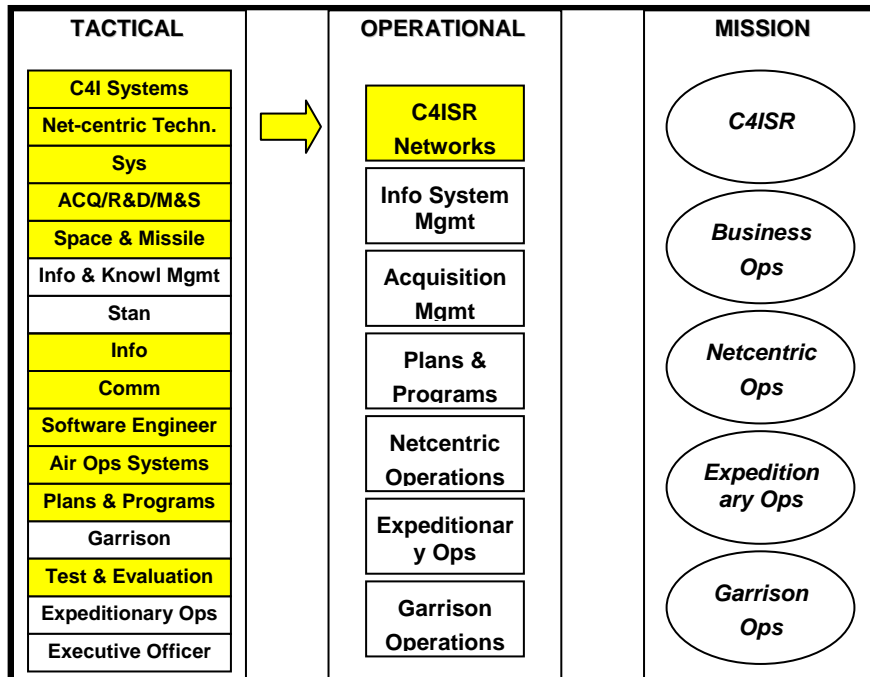 TACTICAL
C4I Systems
Net-centric Techn.
Sys
ACQ/R&D/M&S
Space & Missile
Info & Knowl Mgmt
Stan
Info
Comm
Software Engineer
Air Ops Systems
Plans & Programs
Garrison
Test & Evaluation
Expeditionary Ops
Executive Officer
OPERATIONAL
C4ISR
Networks
Info System
Mgmt
Acquisition
Mgmt
Plans &
Programs
Netcentric
Operations
Expeditionar
y Ops
Garrison
Operations
MISSION
C4ISR
Business
Ops
Netcentric
Ops
Expedition
ary Ops
Garrison
Ops